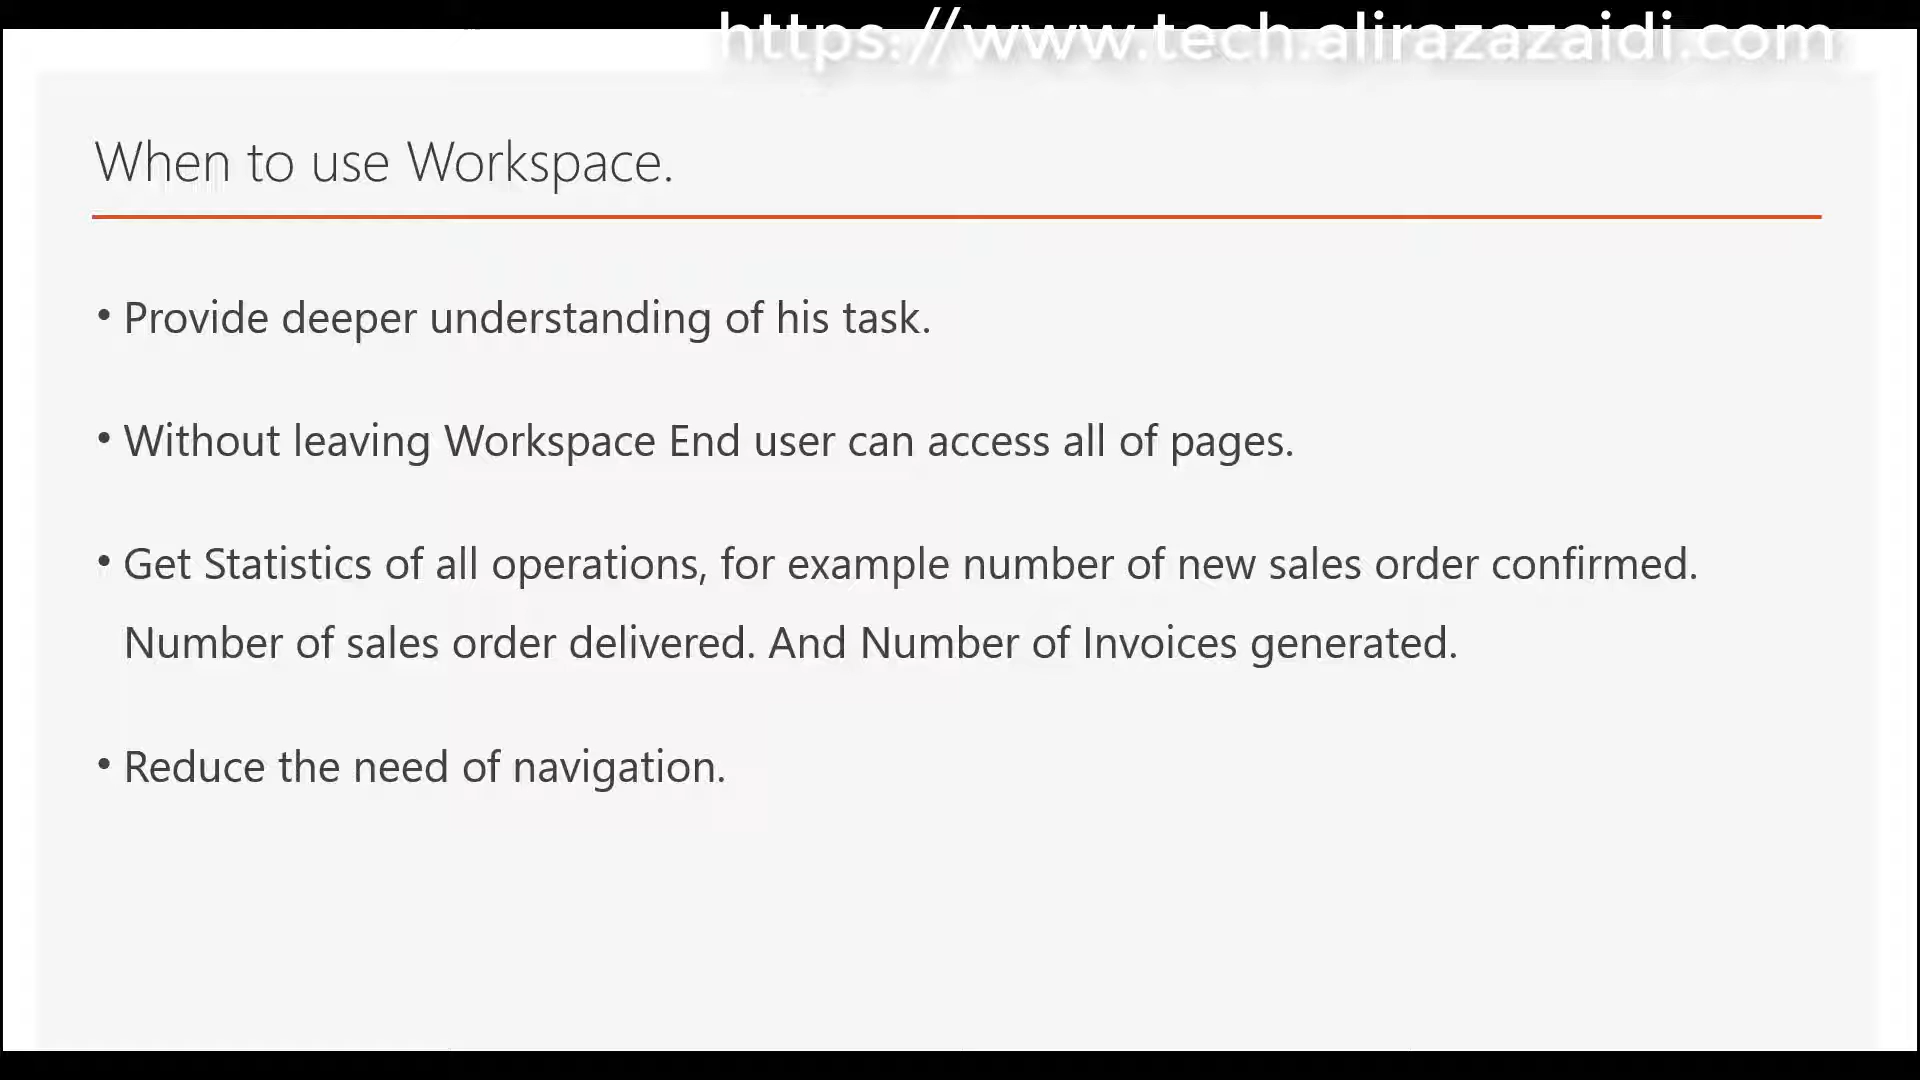 https://www.tech.alirazazaidi.com
When to use Workspace.
• Provide deeper understanding of his task.
• Without leaving Workspace End user can access all of pages.
• Get Statistics of all operations, for example number of new sales order confirmed.
Number of sales order delivered. And Number of Invoices generated.
• Reduce the need of navigation.